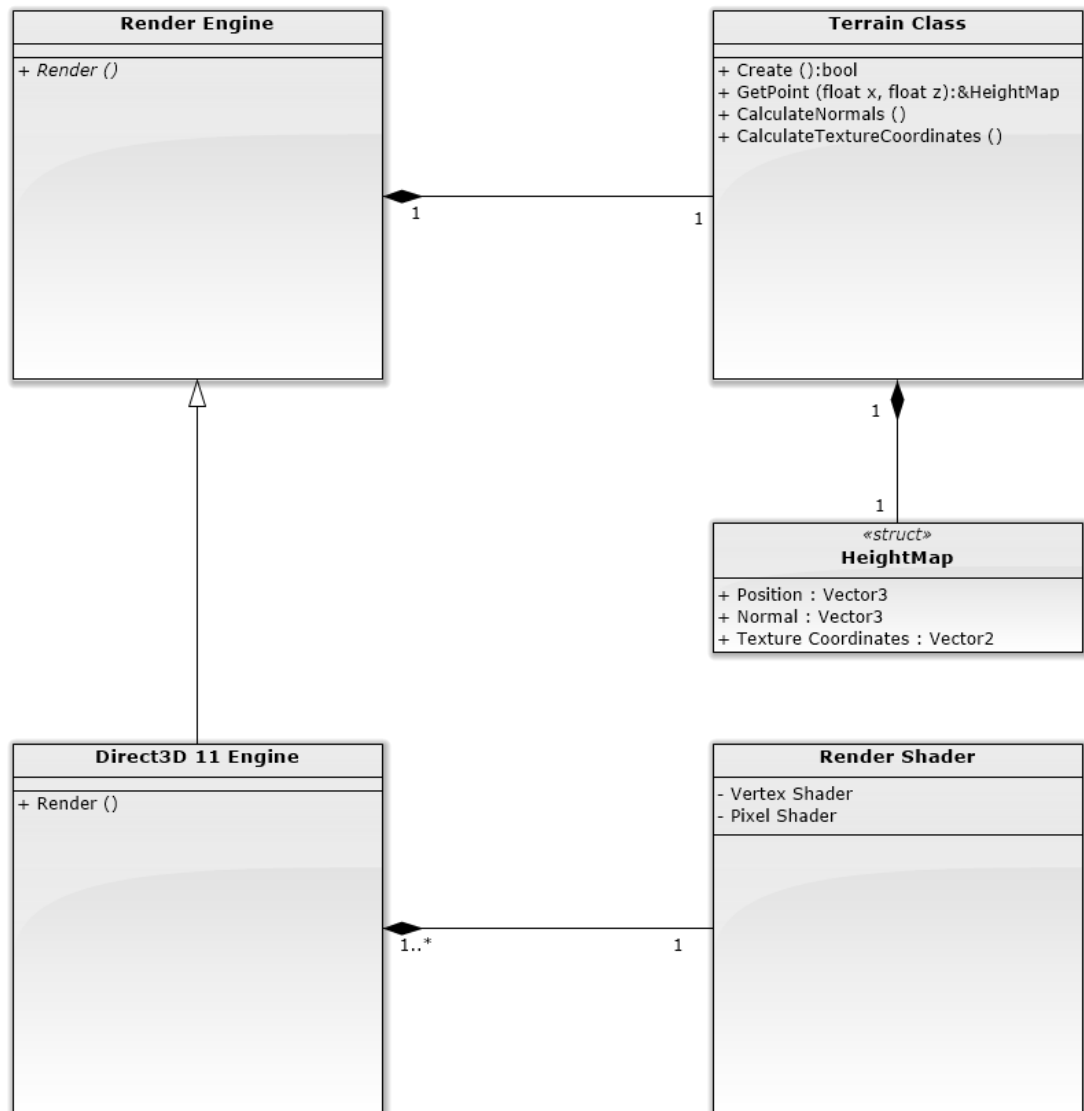 Render Engine
+ Render ()
1
1
Terrain Class
+ Create ():bool
+ GetPoint (float x, float z):&HeightMap
+ CalculateNormals ()
+ CalculateTextureCoordinates ()
1
1
«struct»
HeightMap
+ Position : Vector3
+ Normal : Vector3
+ Texture Coordinates : Vector2
Direct3D 11 Engine
+ Render ()
1..*
1
Render Shader
- Vertex Shader
- Pixel Shader